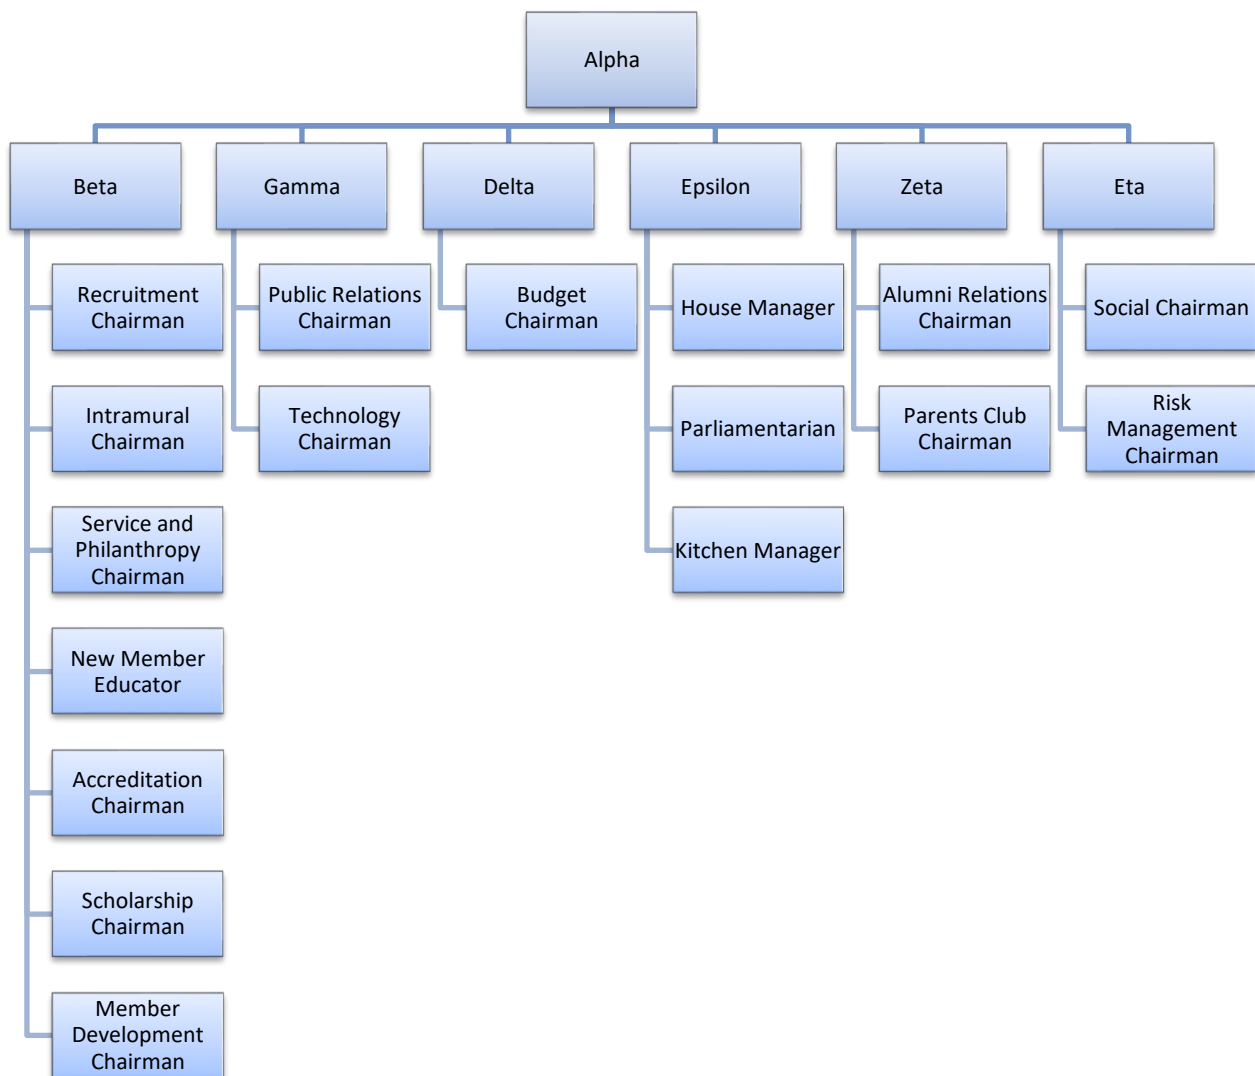 Alpha
Beta
Gamma
Delta
Epsilon
Zeta
Eta
Recruitment
Chairman
Public Relations
Chairman
Budget
Chairman
House Manager
Alumni Relations
Chairman
Social Chairman
Intramural
Chairman
Technology
Chairman
Parliamentarian
Parents Club
Chairman
Risk
Management
Chairman
Service and
Philanthropy
Chairman
Kitchen Manager
New Member
Educator
Accreditation
Chairman
Scholarship
Chairman
Member
Development
Chairman